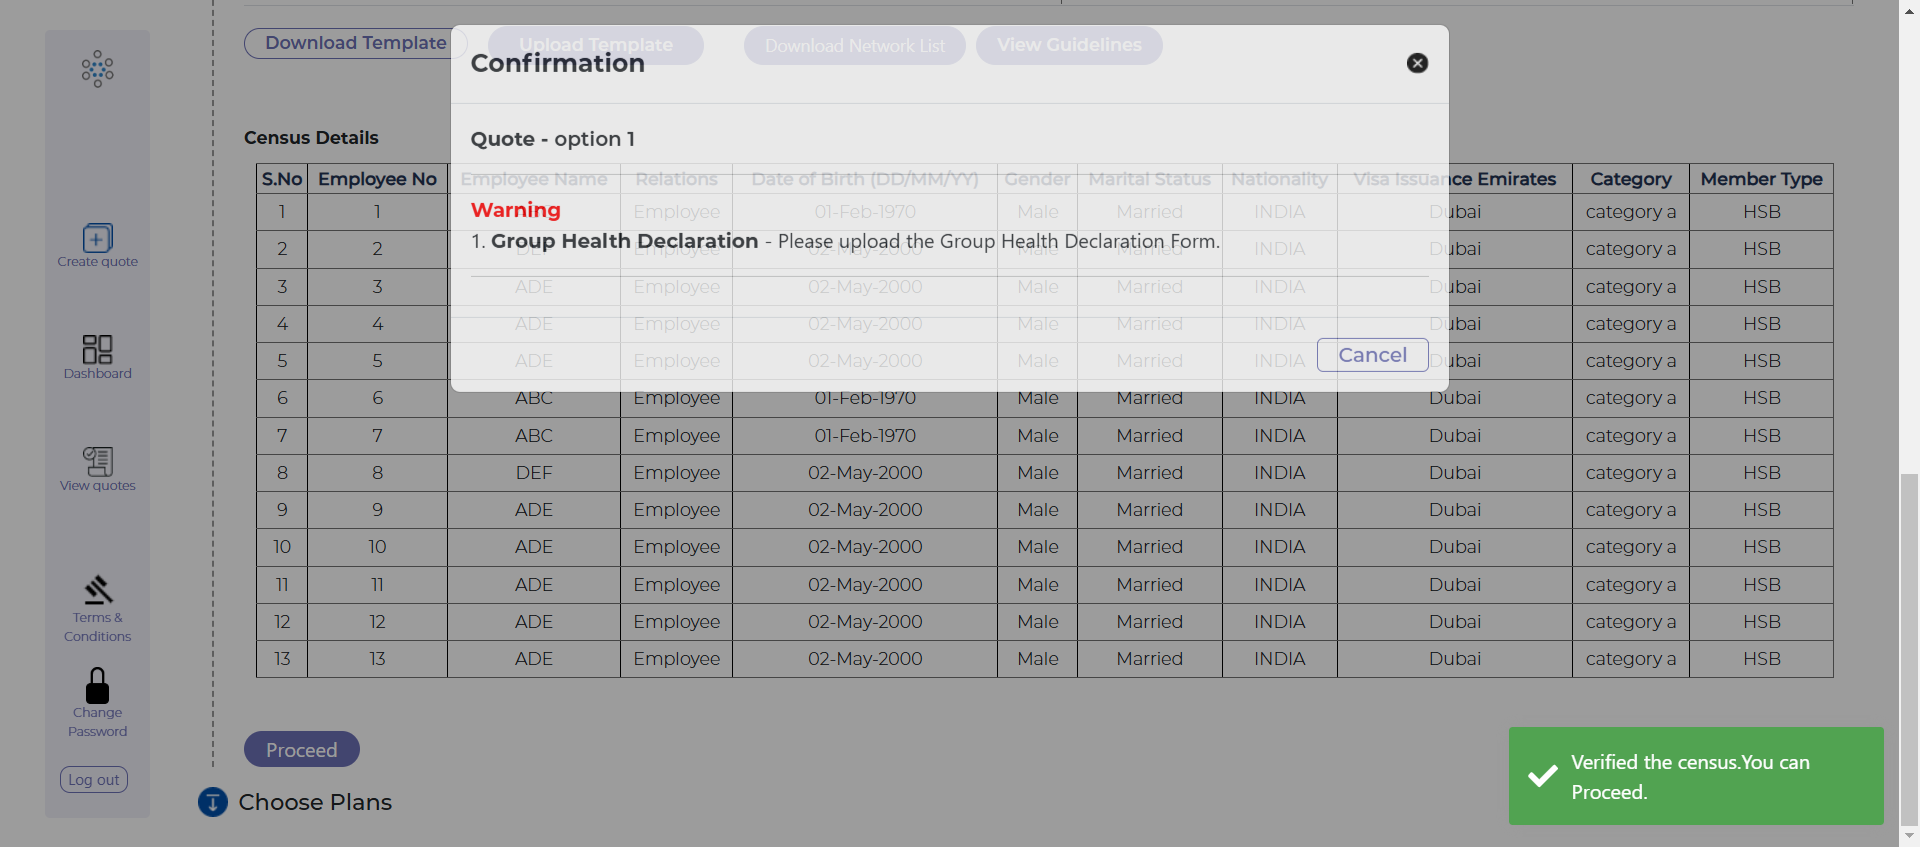 Download Template
Upload Template
Download Network List
View Guidelines
Confirmation
Quote - option 1
Warning
1. Group Health Declaration - Please upload the Group Health Declaration Form.
Cancel
Census Details
S.No Employee No Employee Name Relations Date of Birth (DD/MM/YY) Gender Marital Status Nationality Visa Issuance Emirates Category Member Type
1 1 Employee 01-Feb-1970 Male Married INDIA Dubai category a HSB
2 2 DEF Employee 02-May-2000 Male Married INDIA Dubai category a HSB
3 3 ADE Employee 02-May-2000 Male Married INDIA Dubai category a HSB
4 4 ADE Employee 02-May-2000 Male Married INDIA Dubai category a HSB
5 5 ADE Employee 02-May-2000 Male Married INDIA Dubai category a HSB
6 6 ABC Employee 01-Feb-1970 Male Married INDIA Dubai category a HSB
7 7 ABC Employee 01-Feb-1970 Male Married INDIA Dubai category a HSB
8 8 DEF Employee 02-May-2000 Male Married INDIA Dubai category a HSB
9 9 ADE Employee 02-May-2000 Male Married INDIA Dubai category a HSB
10 10 ADE Employee 02-May-2000 Male Married INDIA Dubai category a HSB
11 11 ADE Employee 02-May-2000 Male Married INDIA Dubai category a HSB
12 12 ADE Employee 02-May-2000 Male Married INDIA Dubai category a HSB
13 13 ADE Employee 02-May-2000 Male Married INDIA Dubai category a HSB
Proceed
Choose Plans
Create quote
Dashboard
View quotes
Terms &
Conditions
Change
Password
Log out
Verified the census.You can
Proceed.